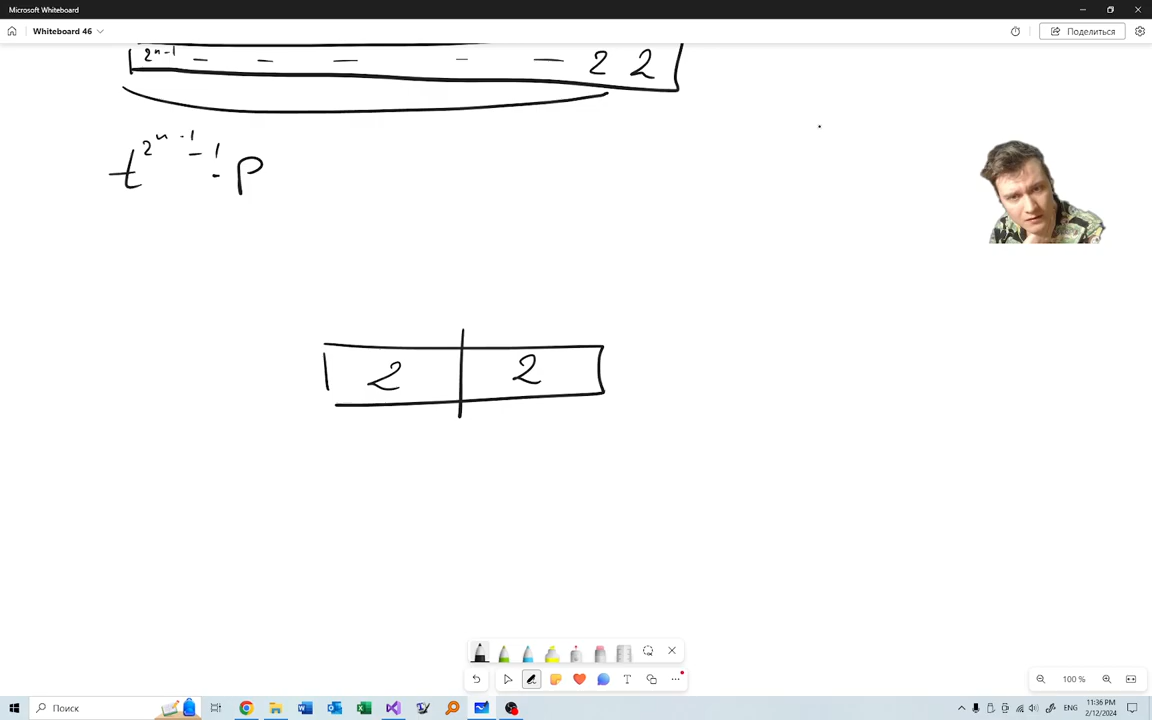 Microsoft Whiteboard
Whiteboard 46
Поделиться
2ⁿ⁻¹ — — — — — 2 2
t^{2^{n-1}-1} · p
2 2
100 %
Поиск
ENG
11:36 PM
2/12/2024